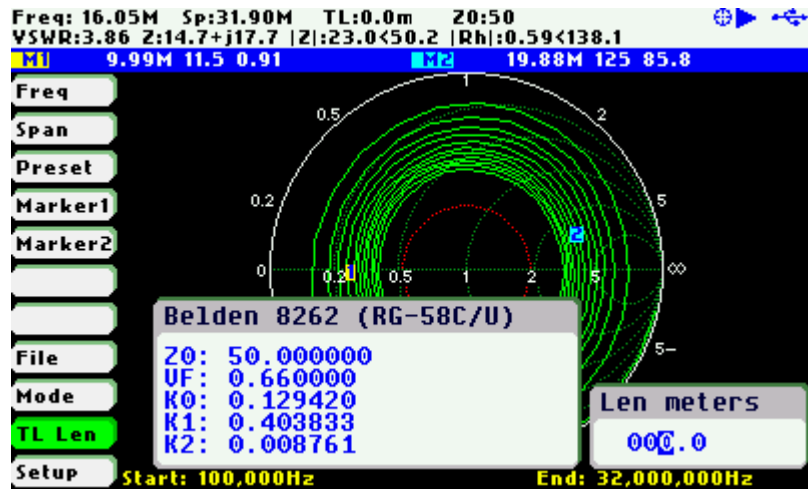 Freq: 16.05M Sp:31.90M TL:0.0m Z0:50
VSWR:3.86 Z:14.7+j17.7 |Z|:23.0<50.2 |Rh|:0.59<138.1
M1 9.99M 11.5 0.91 M2 19.88M 125 85.8
Freq
Span
Preset
Marker1
Marker2
File
Mode
TL Len
Setup
1
0.5 2
0.2 5
0 0.2 1 0.5 1 2 5 ∞
2
5-
Belden 8262 (RG-58C/U)
Z0: 50.000000
VF: 0.660000
K0: 0.129420
K1: 0.403833
K2: 0.008761
Len meters
000.0
Start: 100,000Hz End: 32,000,000Hz